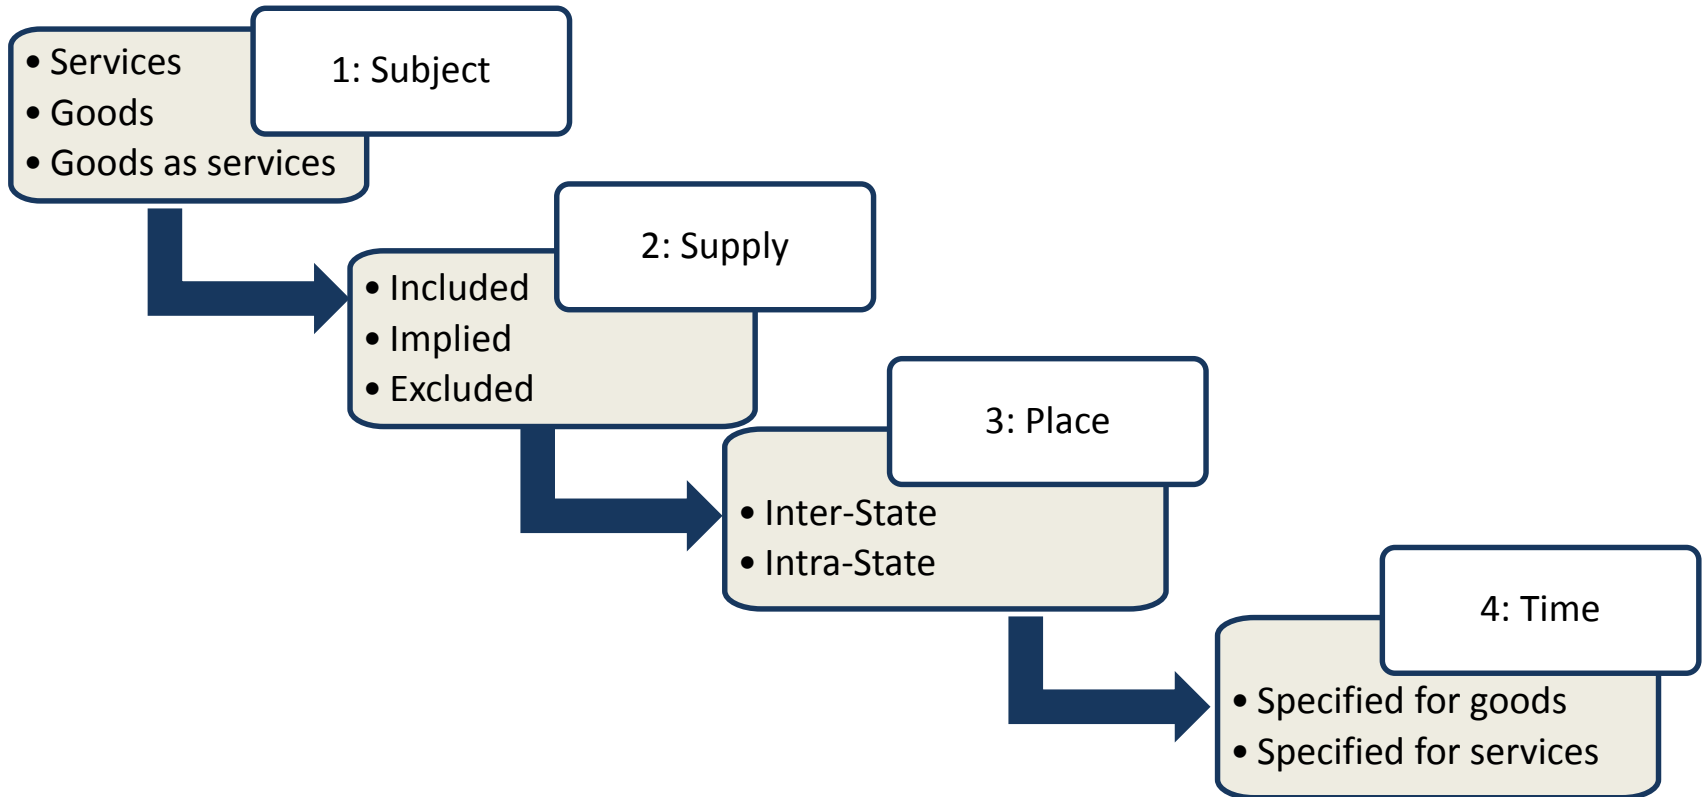 1: Subject
• Services
• Goods
• Goods as services
2: Supply
• Included
• Implied
• Excluded
3: Place
• Inter-State
• Intra-State
4: Time
• Specified for goods
• Specified for services